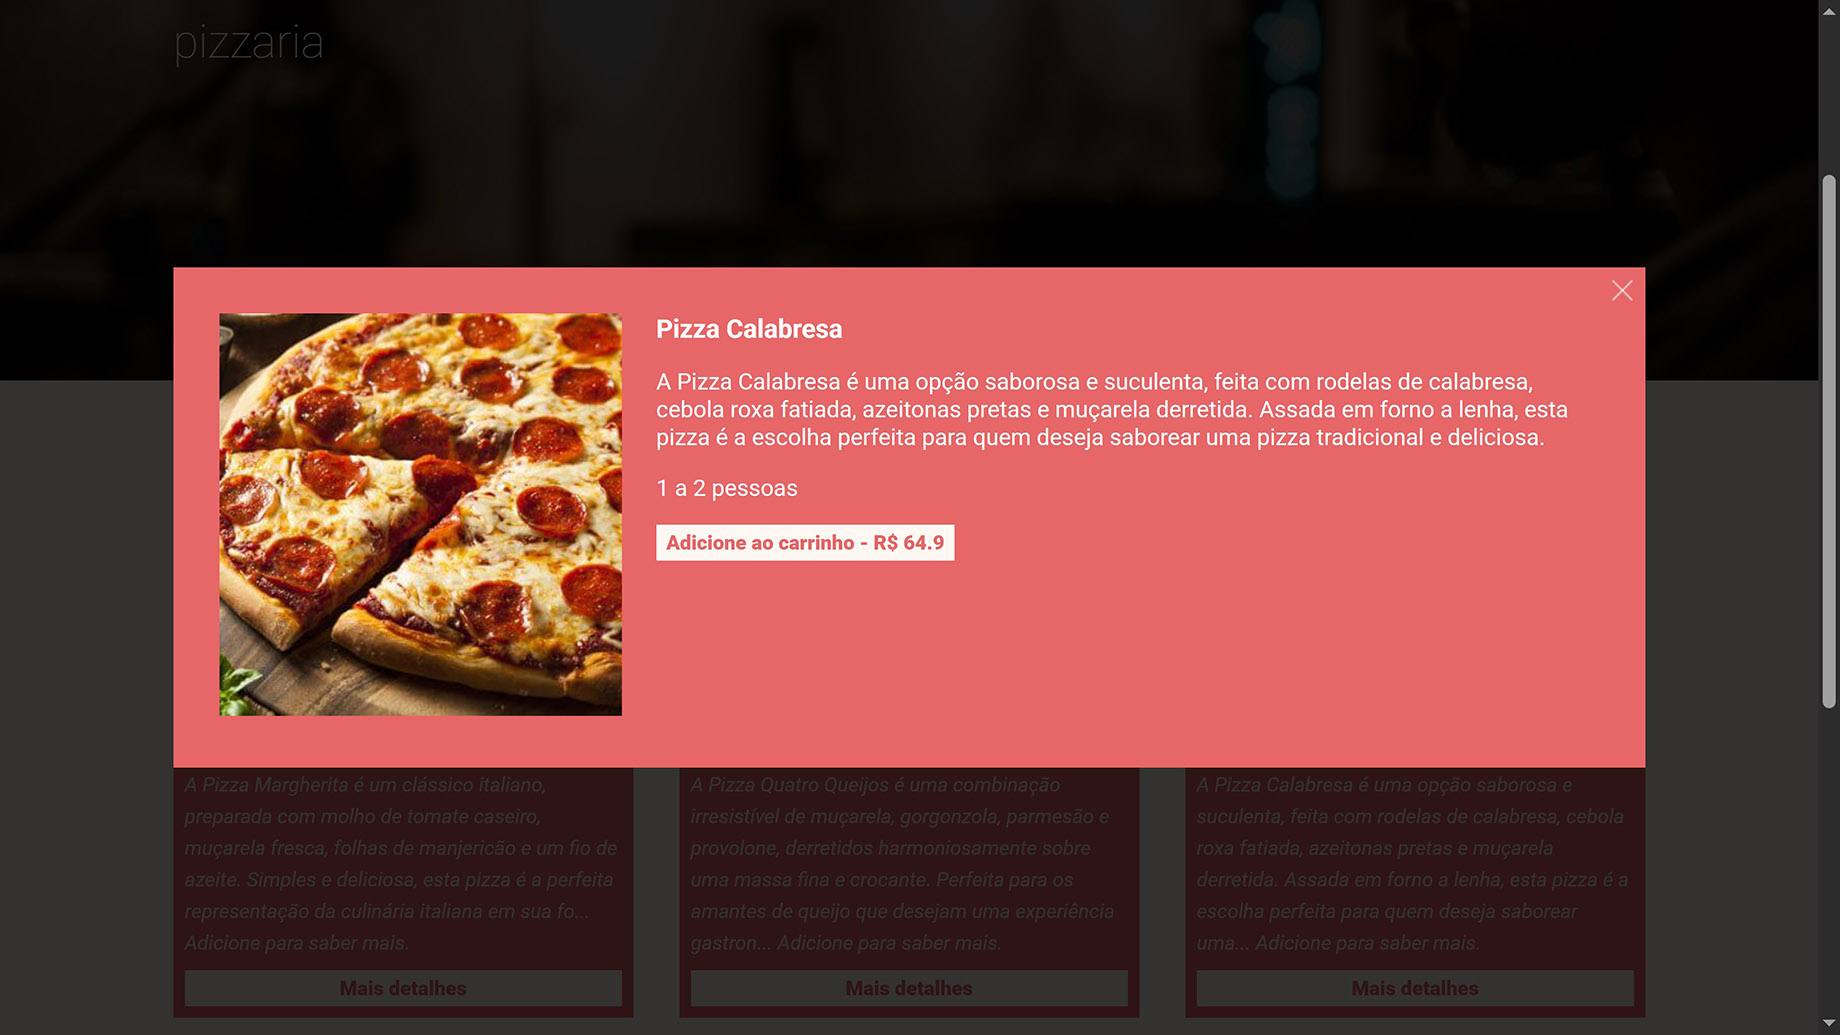 pizzaria
Pizza Calabresa
A Pizza Calabresa é uma opção saborosa e suculenta, feita com rodelas de calabresa,
cebola roxa fatiada, azeitonas pretas e muçarela derretida. Assada em forno a lenha, esta
pizza é a escolha perfeita para quem deseja saborear uma pizza tradicional e deliciosa.
1 a 2 pessoas
Adicione ao carrinho - R$ 64.9
A Pizza Margherita é um clássico italiano,
preparada com molho de tomate caseiro,
muçarela fresca, folhas de manjericão e um fio de
azeite. Simples e deliciosa, esta pizza é a perfeita
representação da culinária italiana em sua fo...
Adicione para saber mais.
Mais detalhes
A Pizza Quatro Queijos é uma combinação
irresistível de muçarela, gorgonzola, parmesão e
provolone, derretidos harmoniosamente sobre
uma massa fina e crocante. Perfeita para os
amantes de queijo que desejam uma experiência
gastron... Adicione para saber mais.
Mais detalhes
A Pizza Calabresa é uma opção saborosa e
suculenta, feita com rodelas de calabresa, cebola
roxa fatiada, azeitonas pretas e muçarela
derretida. Assada em forno a lenha, esta pizza é a
escolha perfeita para quem deseja saborear
uma... Adicione para saber mais.
Mais detalhes